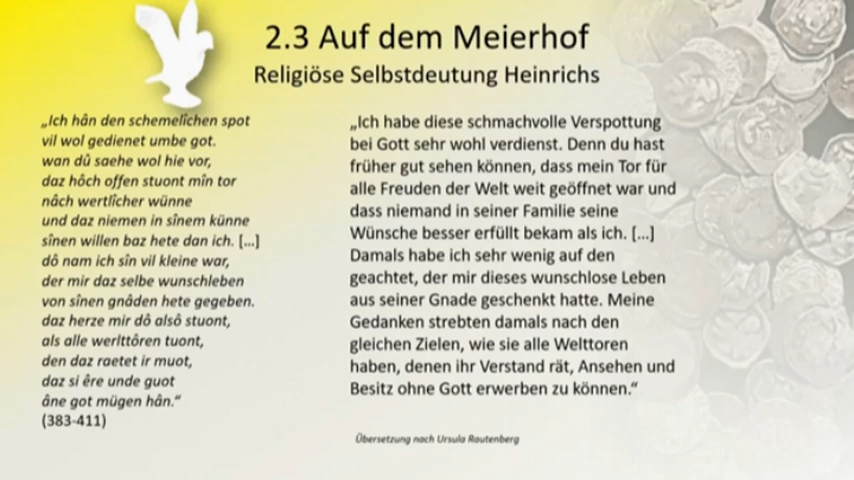 2.3 Auf dem Meierhof
Religiöse Selbstdeutung Heinrichs
„Ich hân den schemelîchen spot
vil wol gedienet umbe got.
wan dû saehe wol hie vor,
daz hôch offen stuont mîn tor
nâch wertlîcher wünne
und daz niemen in sînem künne
sînen willen baz hete dan ich. [...]
dô nam ich sîn vil kleine war,
der mir daz selbe wunschleben
von sînen gnâden hete gegeben.
daz herze mir dô alsô stuont,
als alle werlttôren tuont,
den daz raetet ir muot,
daz si êre unde guot
âne got mügen hân.“
(383-411)
„Ich habe diese schmachvolle Verspottung
bei Gott sehr wohl verdienst. Denn du hast
früher gut sehen können, dass mein Tor für
alle Freuden der Welt weit geöffnet war und
dass niemand in seiner Familie seine
Wünsche besser erfüllt bekam als ich. [...]
Damals habe ich sehr wenig auf den
geachtet, der mir dieses wunschlose Leben
aus seiner Gnade geschenkt hatte. Meine
Gedanken strebten damals nach den
gleichen Zielen, wie sie alle Welttoren
haben, denen ihr Verstand rät, Ansehen und
Besitz ohne Gott erwerben zu können.“
Übersetzung nach Ursula Rautenberg